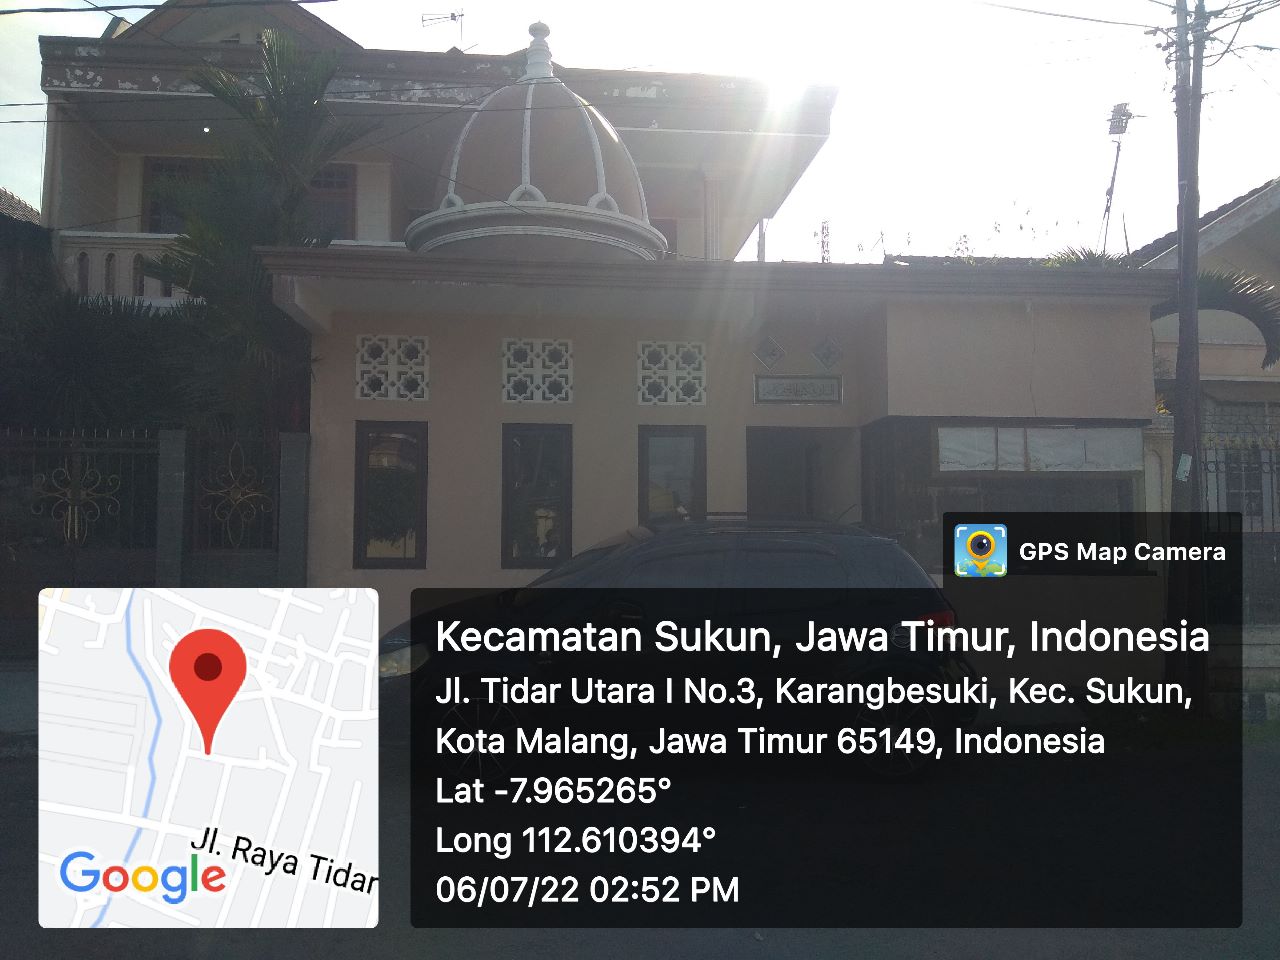 GPS Map Camera
Kecamatan Sukun, Jawa Timur, Indonesia
Jl. Tidar Utara I No.3, Karangbesuki, Kec. Sukun,
Kota Malang, Jawa Timur 65149, Indonesia
Lat -7.965265°
Long 112.610394°
06/07/22 02:52 PM
Jl. Raya Tidar
Google